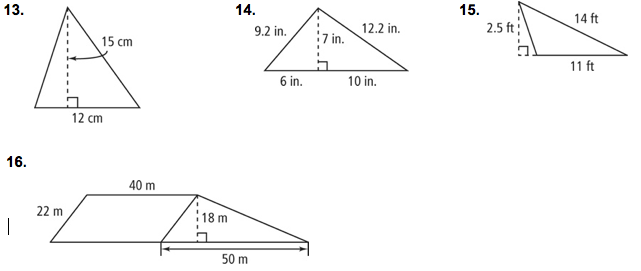 13.
15 cm
12 cm
14.
9.2 in.
12.2 in.
7 in.
6 in.
10 in.
15.
2.5 ft
14 ft
11 ft
16.
40 m
22 m
18 m
50 m